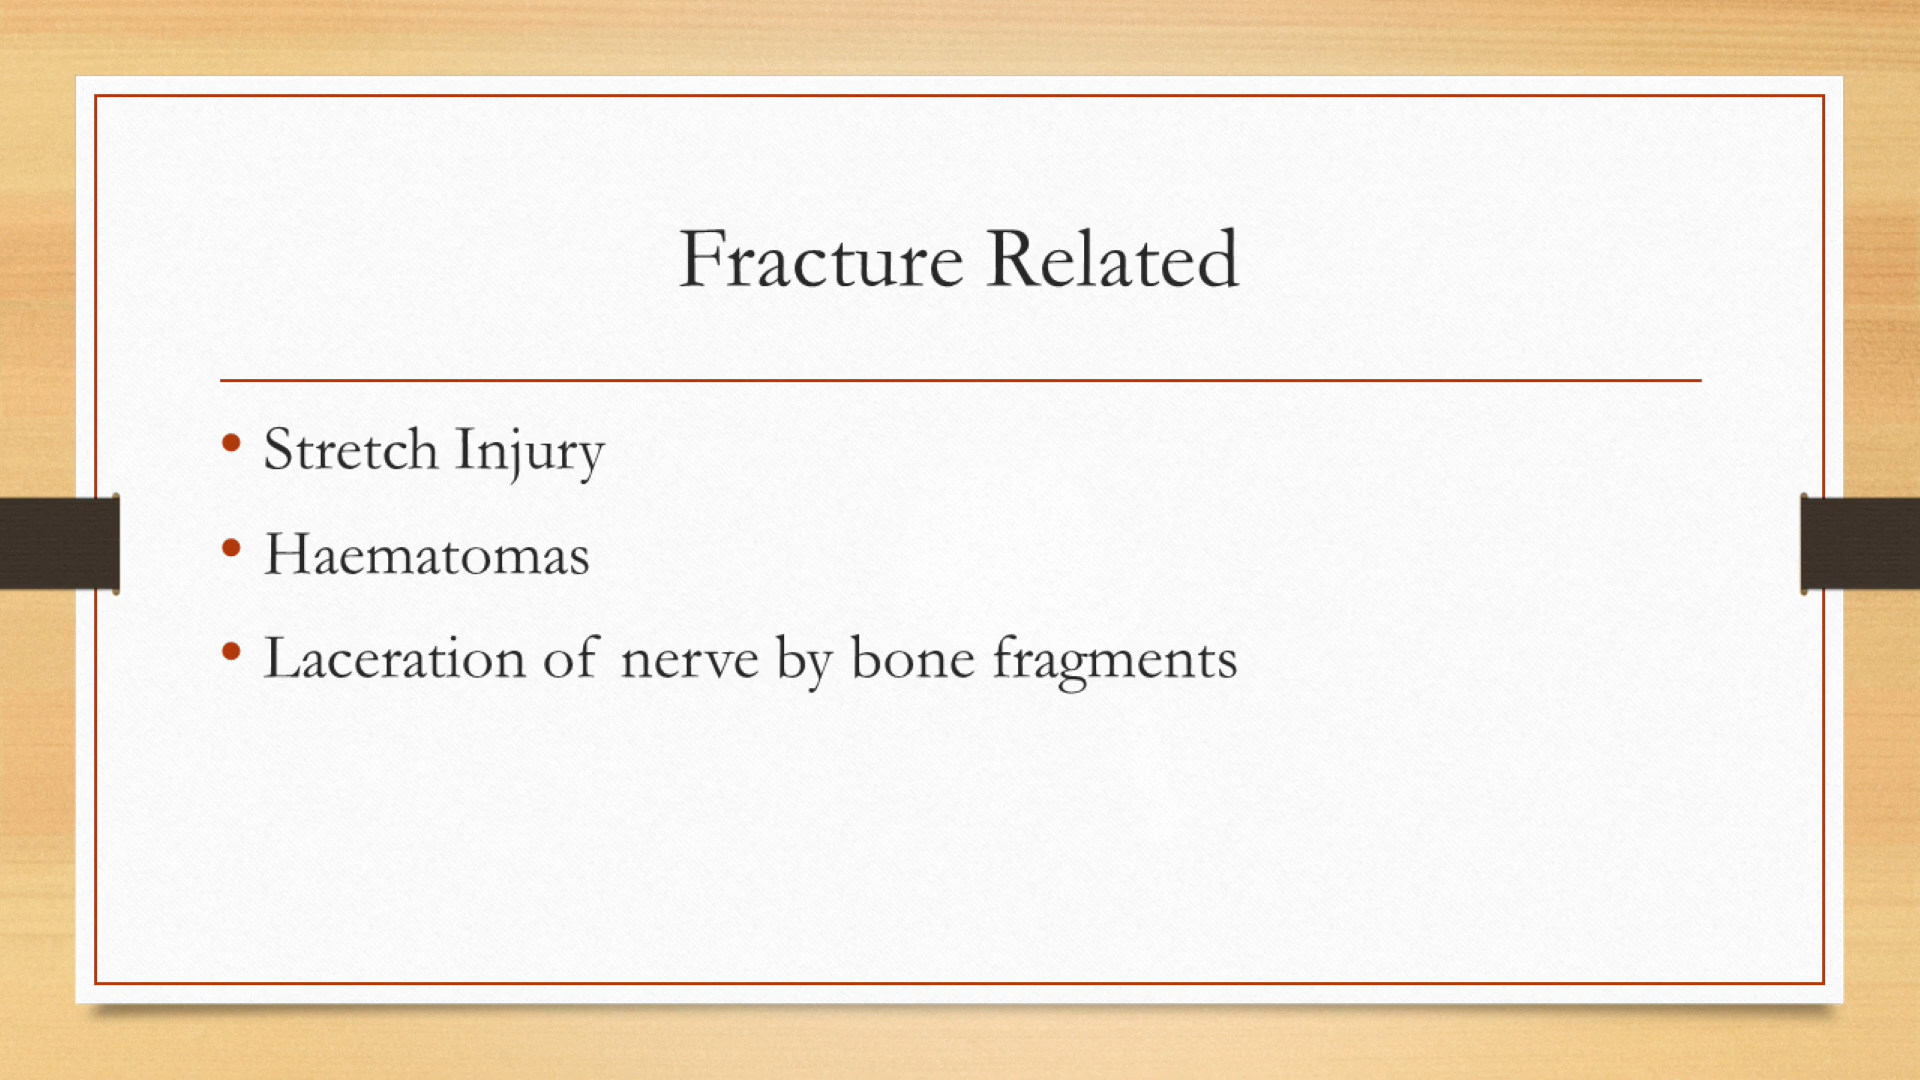 Fracture Related
• Stretch Injury
• Haematomas
• Laceration of nerve by bone fragments